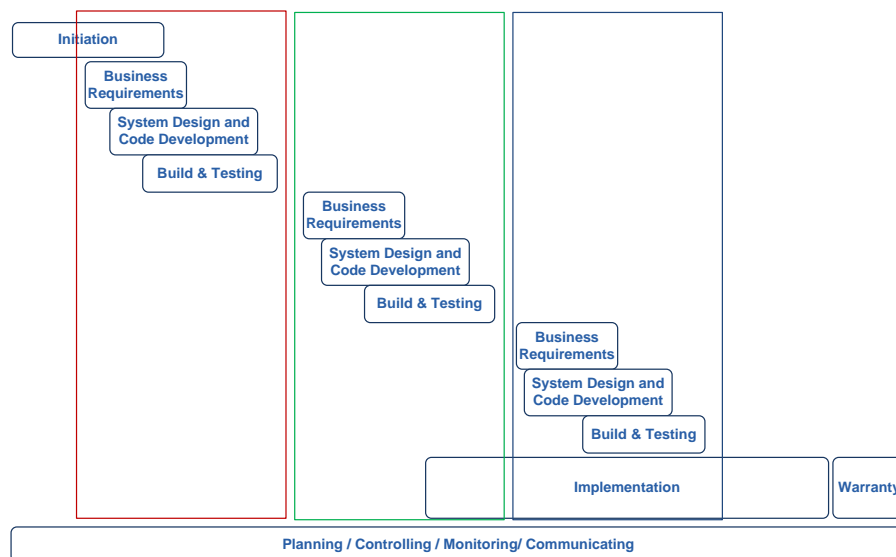 Initiation
Business
Requirements
System Design and
Code Development
Build & Testing
Business
Requirements
System Design and
Code Development
Build & Testing
Business
Requirements
System Design and
Code Development
Build & Testing
Implementation
Warranty
Planning / Controlling / Monitoring/ Communicating